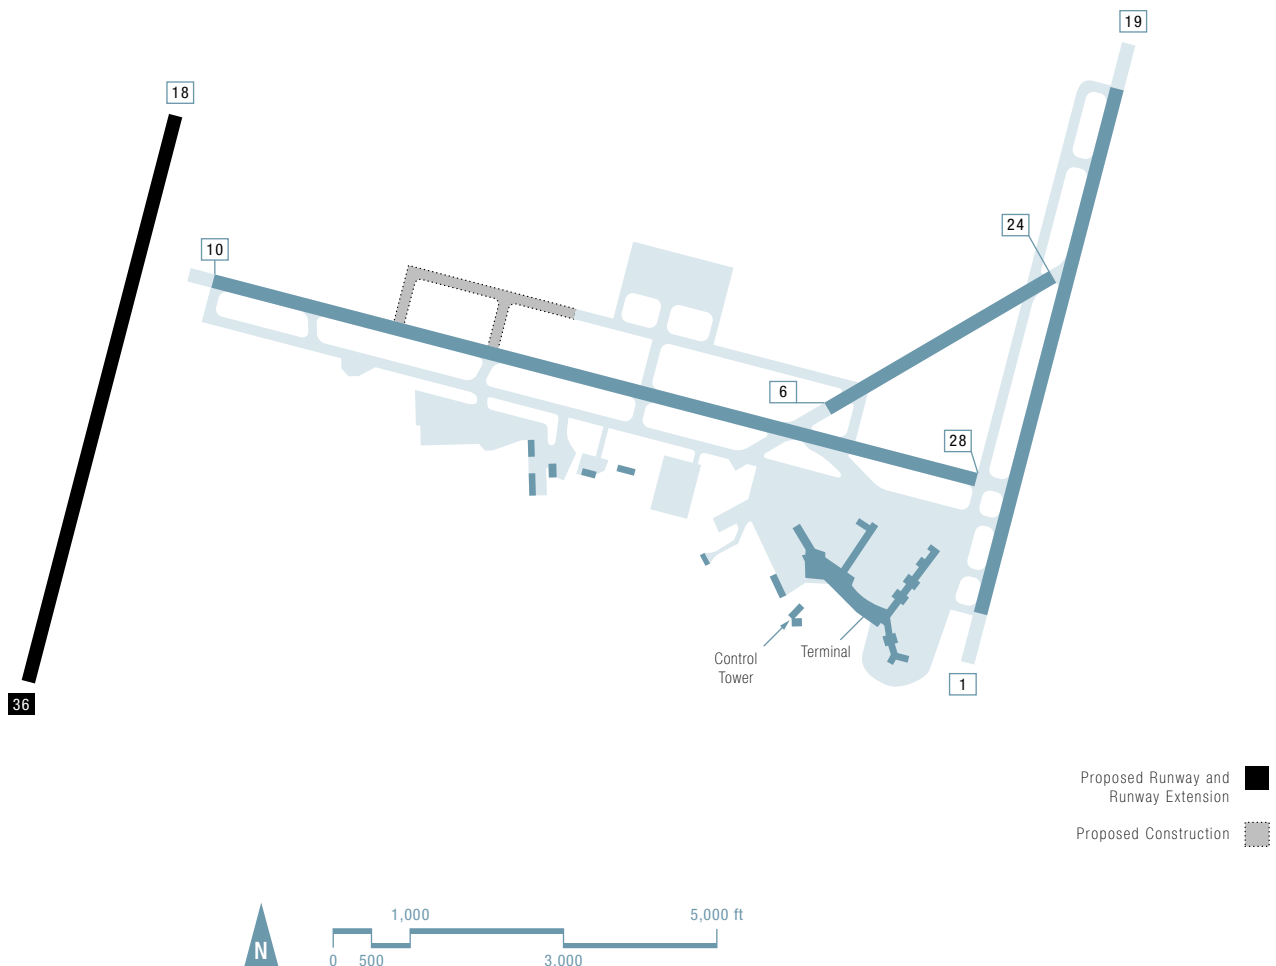 19
18
24
10
6
28
Control
Tower
Terminal
1
36
Proposed Runway and
Runway Extension
Proposed Construction
N
1,000
5,000 ft
0
500
3,000